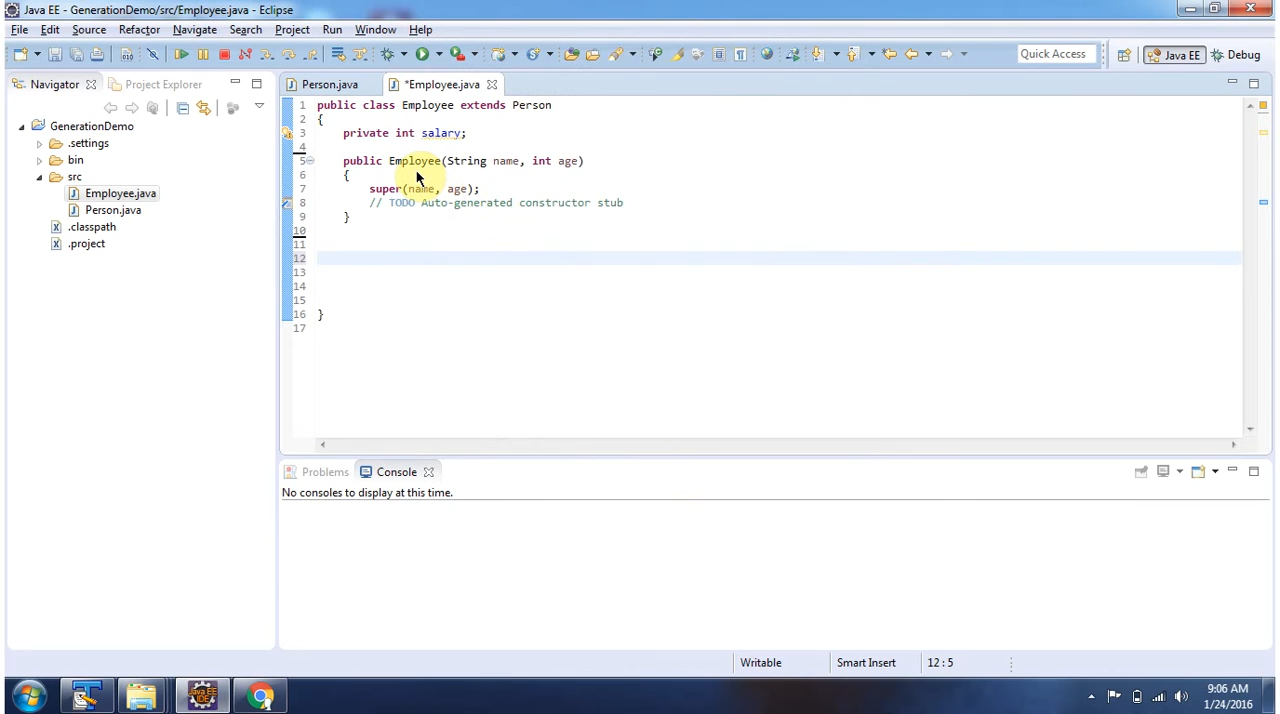 Java EE - GenerationDemo/src/Employee.java - Eclipse
File Edit Source Refactor Navigate Search Project Run Window Help
Quick Access Java EE Debug
Navigator Project Explorer
Person.java *Employee.java
GenerationDemo
.settings
bin
src
Employee.java
Person.java
.classpath
.project
1 public class Employee extends Person
2 {
3 private int salary;
4
5 public Employee(String name, int age)
6 {
7 super(name, age);
8 // TODO Auto-generated constructor stub
9 }
10
11
12
13
14
15
16 }
17
Problems Console
No consoles to display at this time.
Writable Smart Insert 12 : 5
Java EE
IDE
9:06 AM
1/24/2016